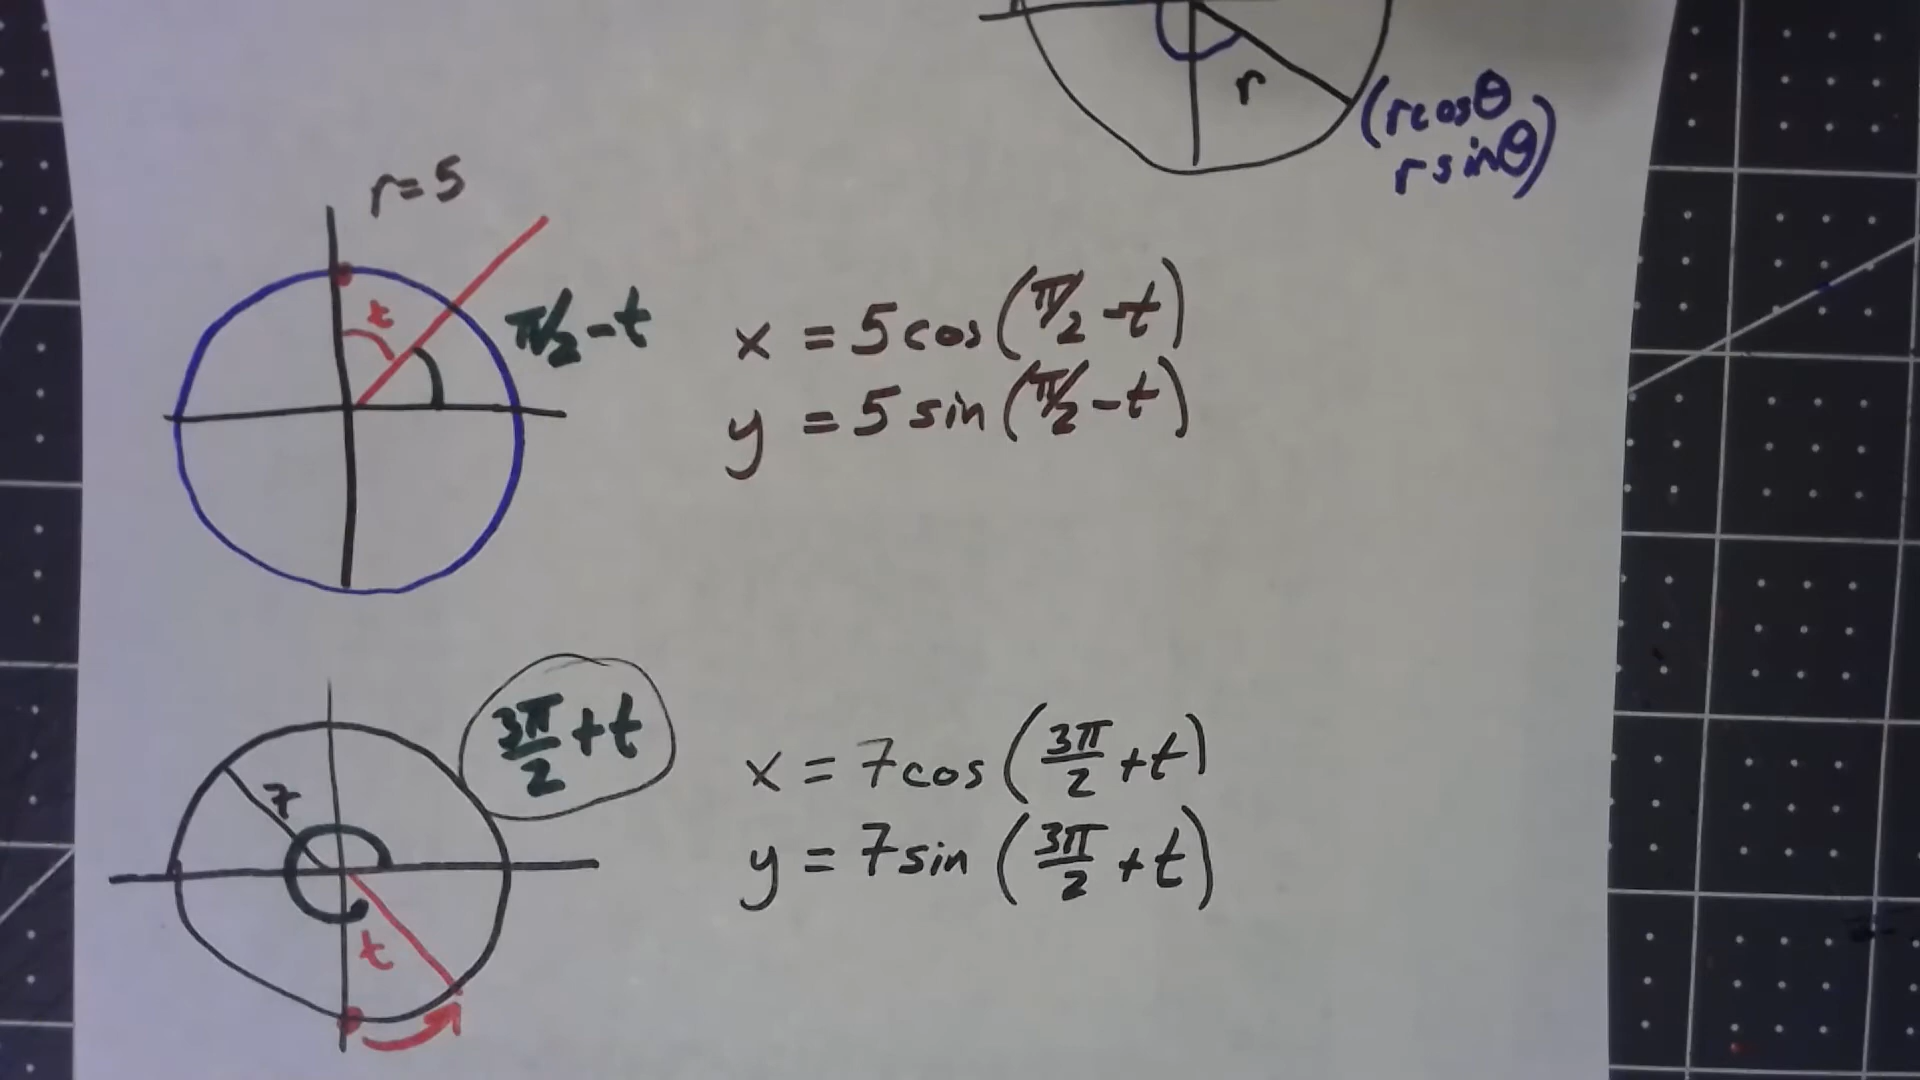 r
(rcosθ
rsinθ)
r=5
t
π/2-t
x = 5cos(π/2-t)
y = 5sin(π/2-t)
3π/2+t
7
t
x = 7cos(3π/2+t)
y = 7sin(3π/2+t)